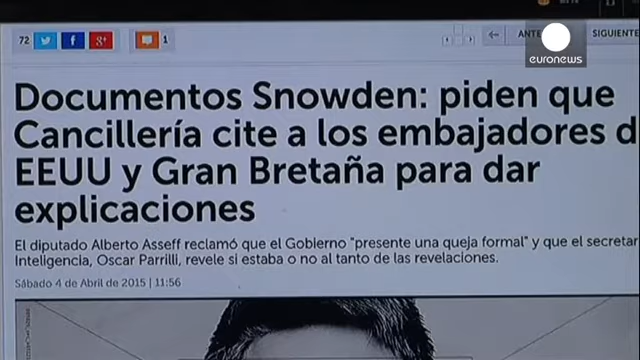 72
1
SIGUIENTE
euronews
Documentos Snowden: piden que
Cancillería cite a los embajadores d
EEUU y Gran Bretaña para dar
explicaciones
El diputado Alberto Asseff reclamó que el Gobierno "presente una queja formal" y que el secretar
Inteligencia, Oscar Parrilli, revele si estaba o no al tanto de las revelaciones.
Sábado 4 de Abril de 2015 | 11:56